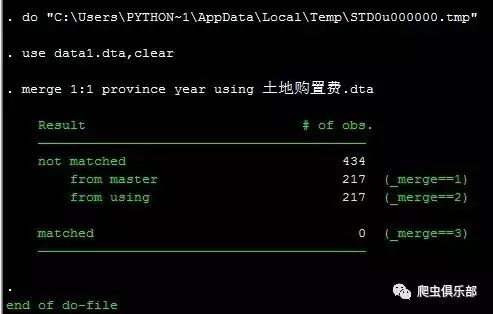 . do "C:\Users\PYTHON~1\AppData\Local\Temp\STD0u000000.tmp"
. use data1.dta,clear
. merge 1:1 province year using 土地购置费.dta
Result # of obs.
not matched 434
from master 217 (_merge==1)
from using 217 (_merge==2)
matched 0 (_merge==3)
.
end of do-file
爬虫俱乐部